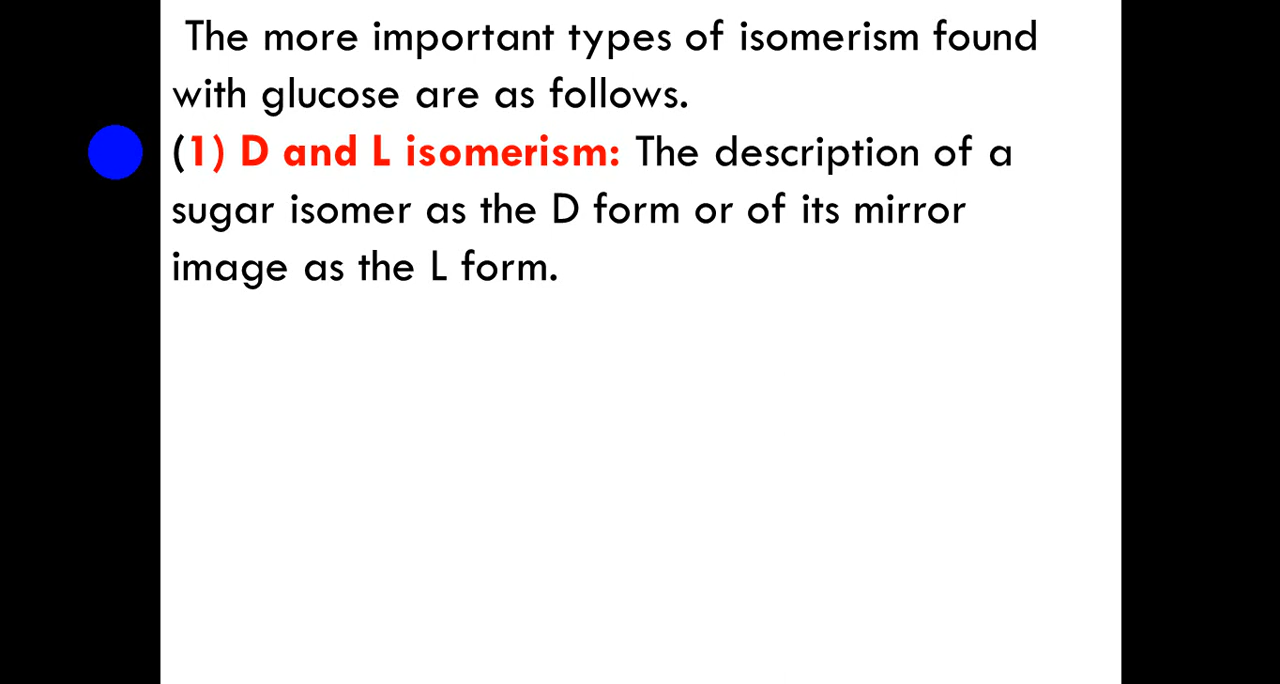 The more important types of isomerism found
with glucose are as follows.
(1) D and L isomerism: The description of a
sugar isomer as the D form or of its mirror
image as the L form.